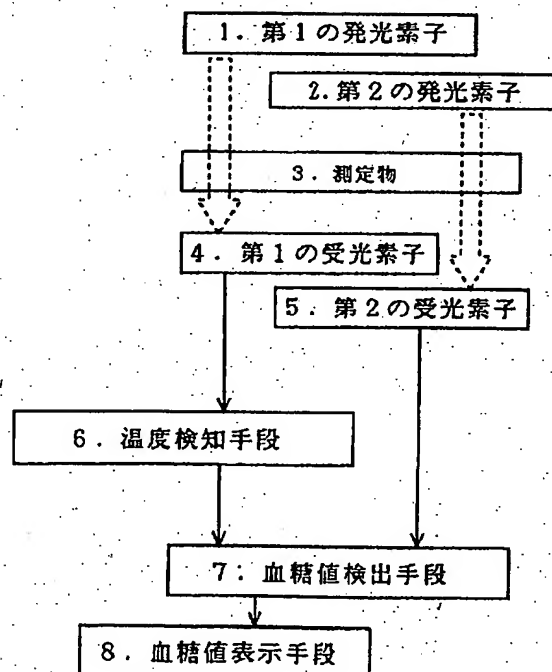 1. 第1の発光素子
2. 第2の発光素子
3. 測定物
4. 第1の受光素子
5. 第2の受光素子
6. 温度検知手段
7: 血糖値検出手段
8. 血糖値表示手段